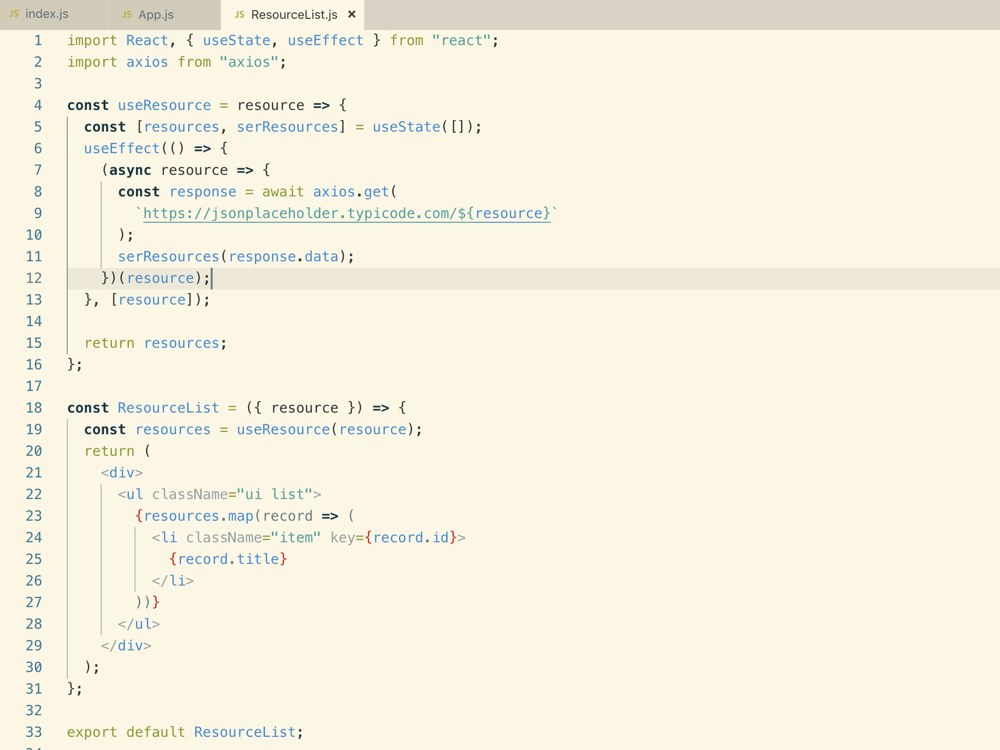 JS index.js JS App.js JS ResourceList.js ×
1 import React, { useState, useEffect } from "react";
2 import axios from "axios";
3
4 const useResource = resource => {
5   const [resources, serResources] = useState([]);
6   useEffect(() => {
7     (async resource => {
8       const response = await axios.get(
9         `https://jsonplaceholder.typicode.com/${resource}`
10       );
11       serResources(response.data);
12     })(resource);
13   }, [resource]);
14
15   return resources;
16 };
17
18 const ResourceList = ({ resource }) => {
19   const resources = useResource(resource);
20   return (
21     <div>
22       <ul className="ui list">
23         {resources.map(record => (
24           <li className="item" key={record.id}>
25             {record.title}
26           </li>
27         ))}
28       </ul>
29     </div>
30   );
31 };
32
33 export default ResourceList;